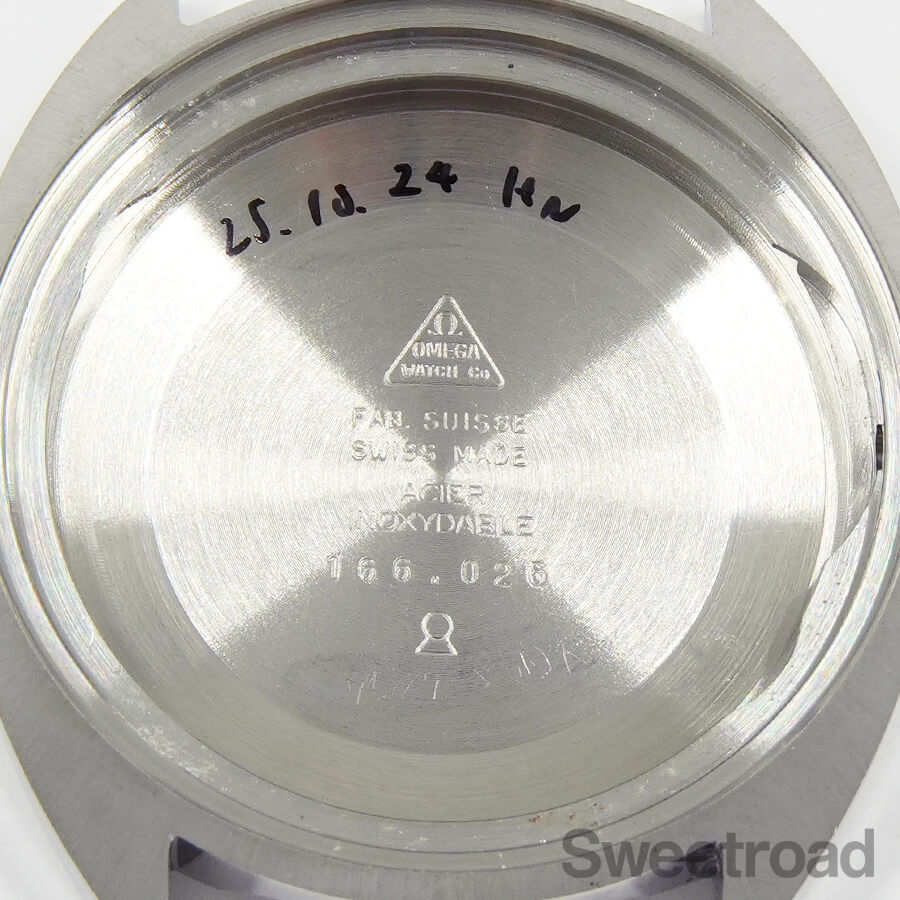 25.10.24 HN
Ω
OMEGA
WATCH Co
FAB. SUISSE
SWISS MADE
ACIER
INOXYDABLE
166.026
Sweetroad